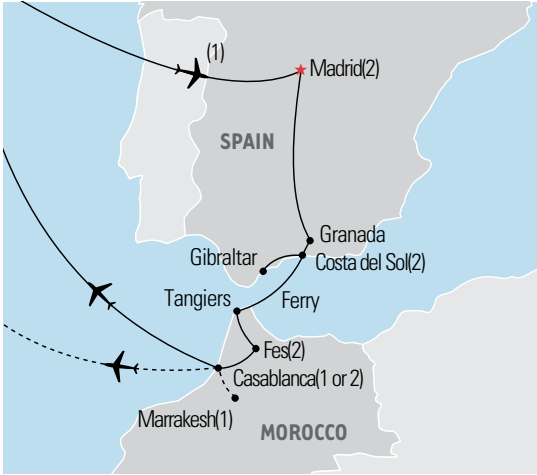 (1)
Madrid(2)
SPAIN
Granada
Gibraltar
Costa del Sol(2)
Tangiers
Ferry
Fes(2)
Casablanca(1 or 2)
Marrakesh(1)
MOROCCO